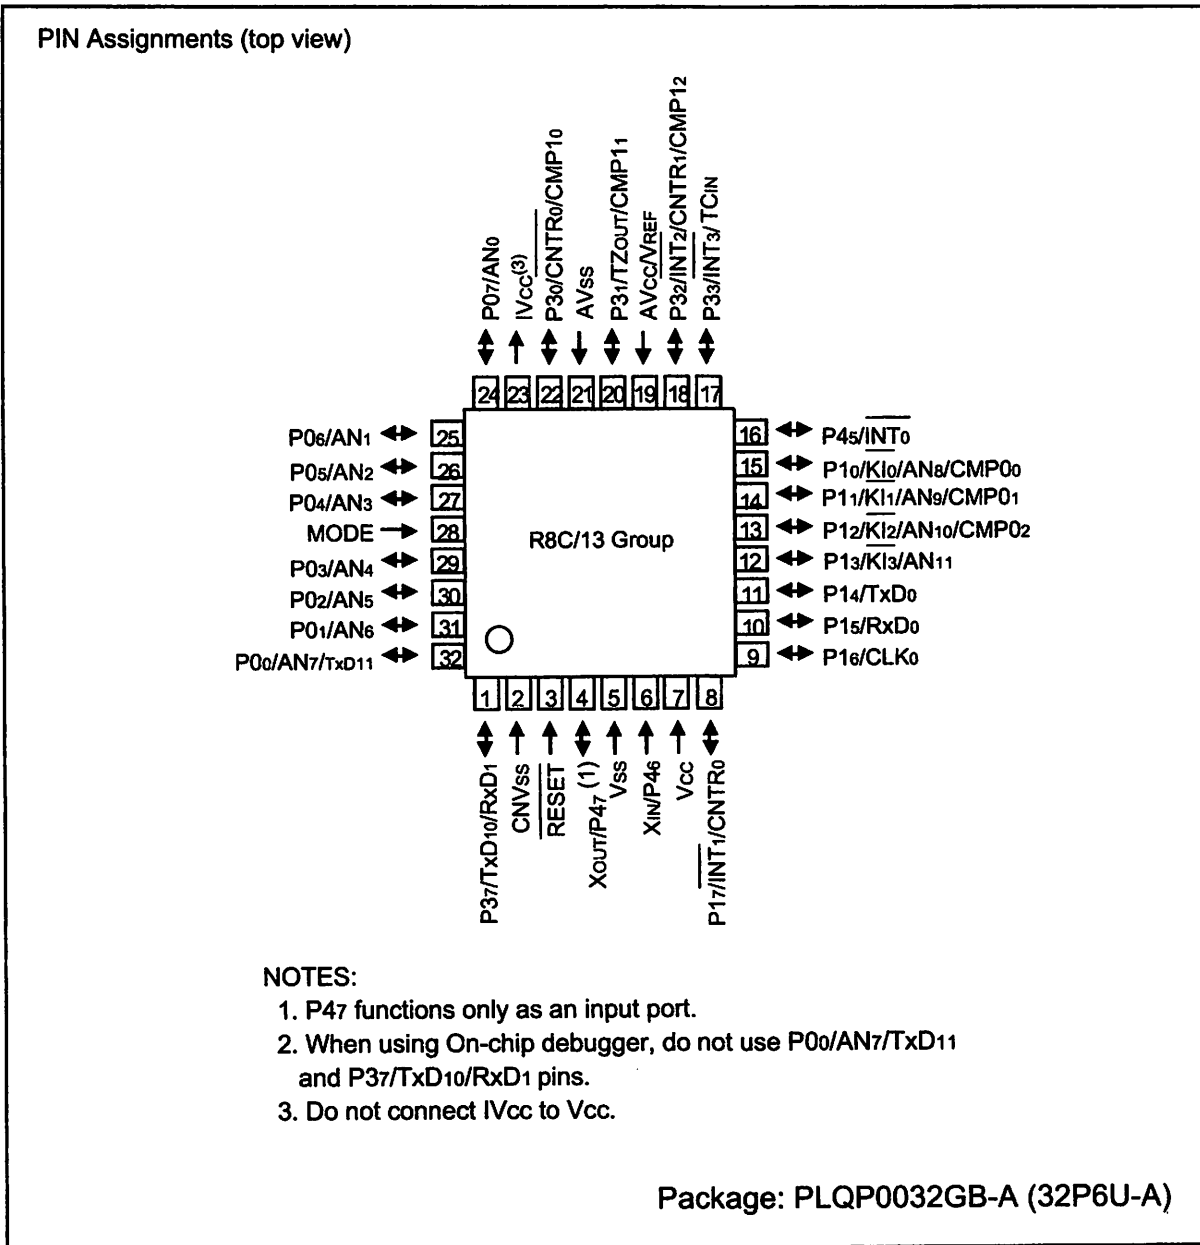 PIN Assignments (top view)
P07/AN0
IVcc(3)
P30/CNTR0/CMP10
AVss
P31/TZOUT/CMP11
AVcc/VREF
P32/INT2/CNTR1/CMP12
P33/INT3/TCIN
24 23 22 21 20 19 18 17
P06/AN1 25
P05/AN2 26
P04/AN3 27
MODE 28
P03/AN4 29
P02/AN5 30
P01/AN6 31
P00/AN7/TxD11 32
R8C/13 Group
16 P45/INT0
15 P10/KI0/AN8/CMP00
14 P11/KI1/AN9/CMP01
13 P12/KI2/AN10/CMP02
12 P13/KI3/AN11
11 P14/TxD0
10 P15/RxD0
9 P16/CLK0
1 2 3 4 5 6 7 8
P37/TxD10/RxD1
CNVss
RESET
XOUT/P47 (1)
Vss
XIN/P46
Vcc
P17/INT1/CNTR0
NOTES:
1. P47 functions only as an input port.
2. When using On-chip debugger, do not use P00/AN7/TxD11
and P37/TxD10/RxD1 pins.
3. Do not connect IVcc to Vcc.
Package: PLQP0032GB-A (32P6U-A)